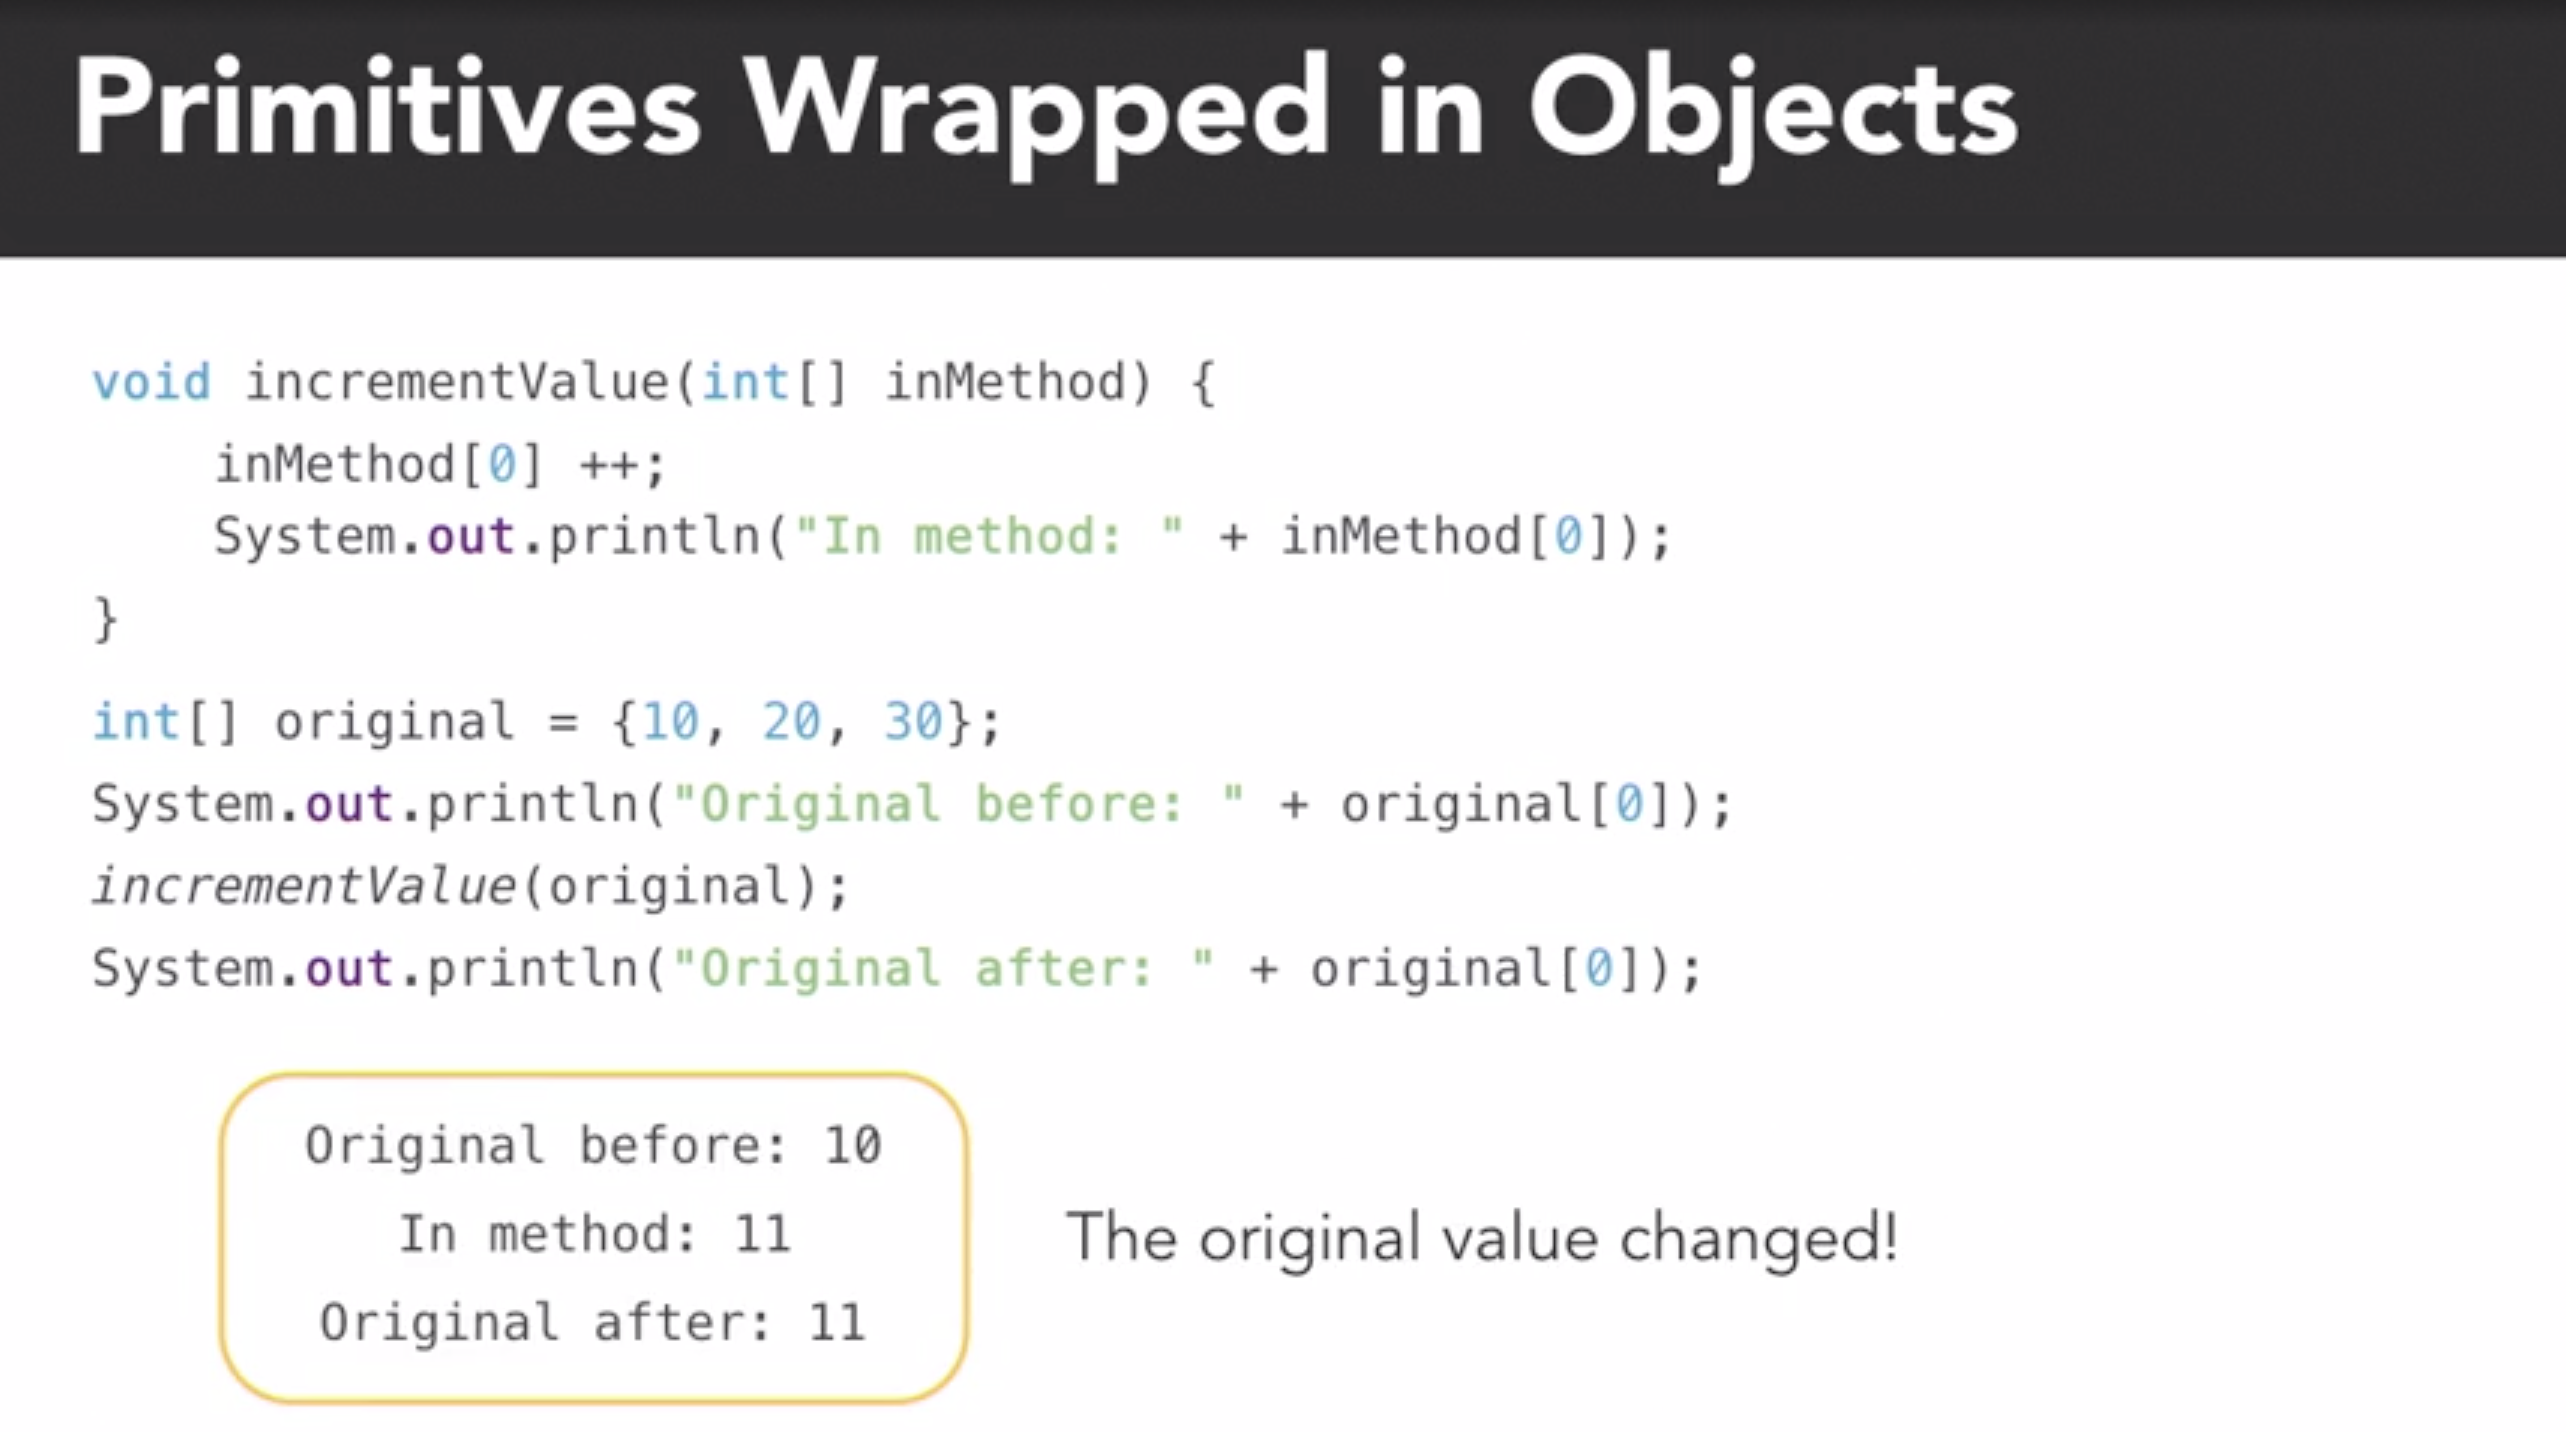 Primitives Wrapped in Objects
void incrementValue(int[] inMethod) {
    inMethod[0] ++;
    System.out.println("In method: " + inMethod[0]);
}
int[] original = {10, 20, 30};
System.out.println("Original before: " + original[0]);
incrementValue(original);
System.out.println("Original after: " + original[0]);
Original before: 10
In method: 11
Original after: 11
The original value changed!